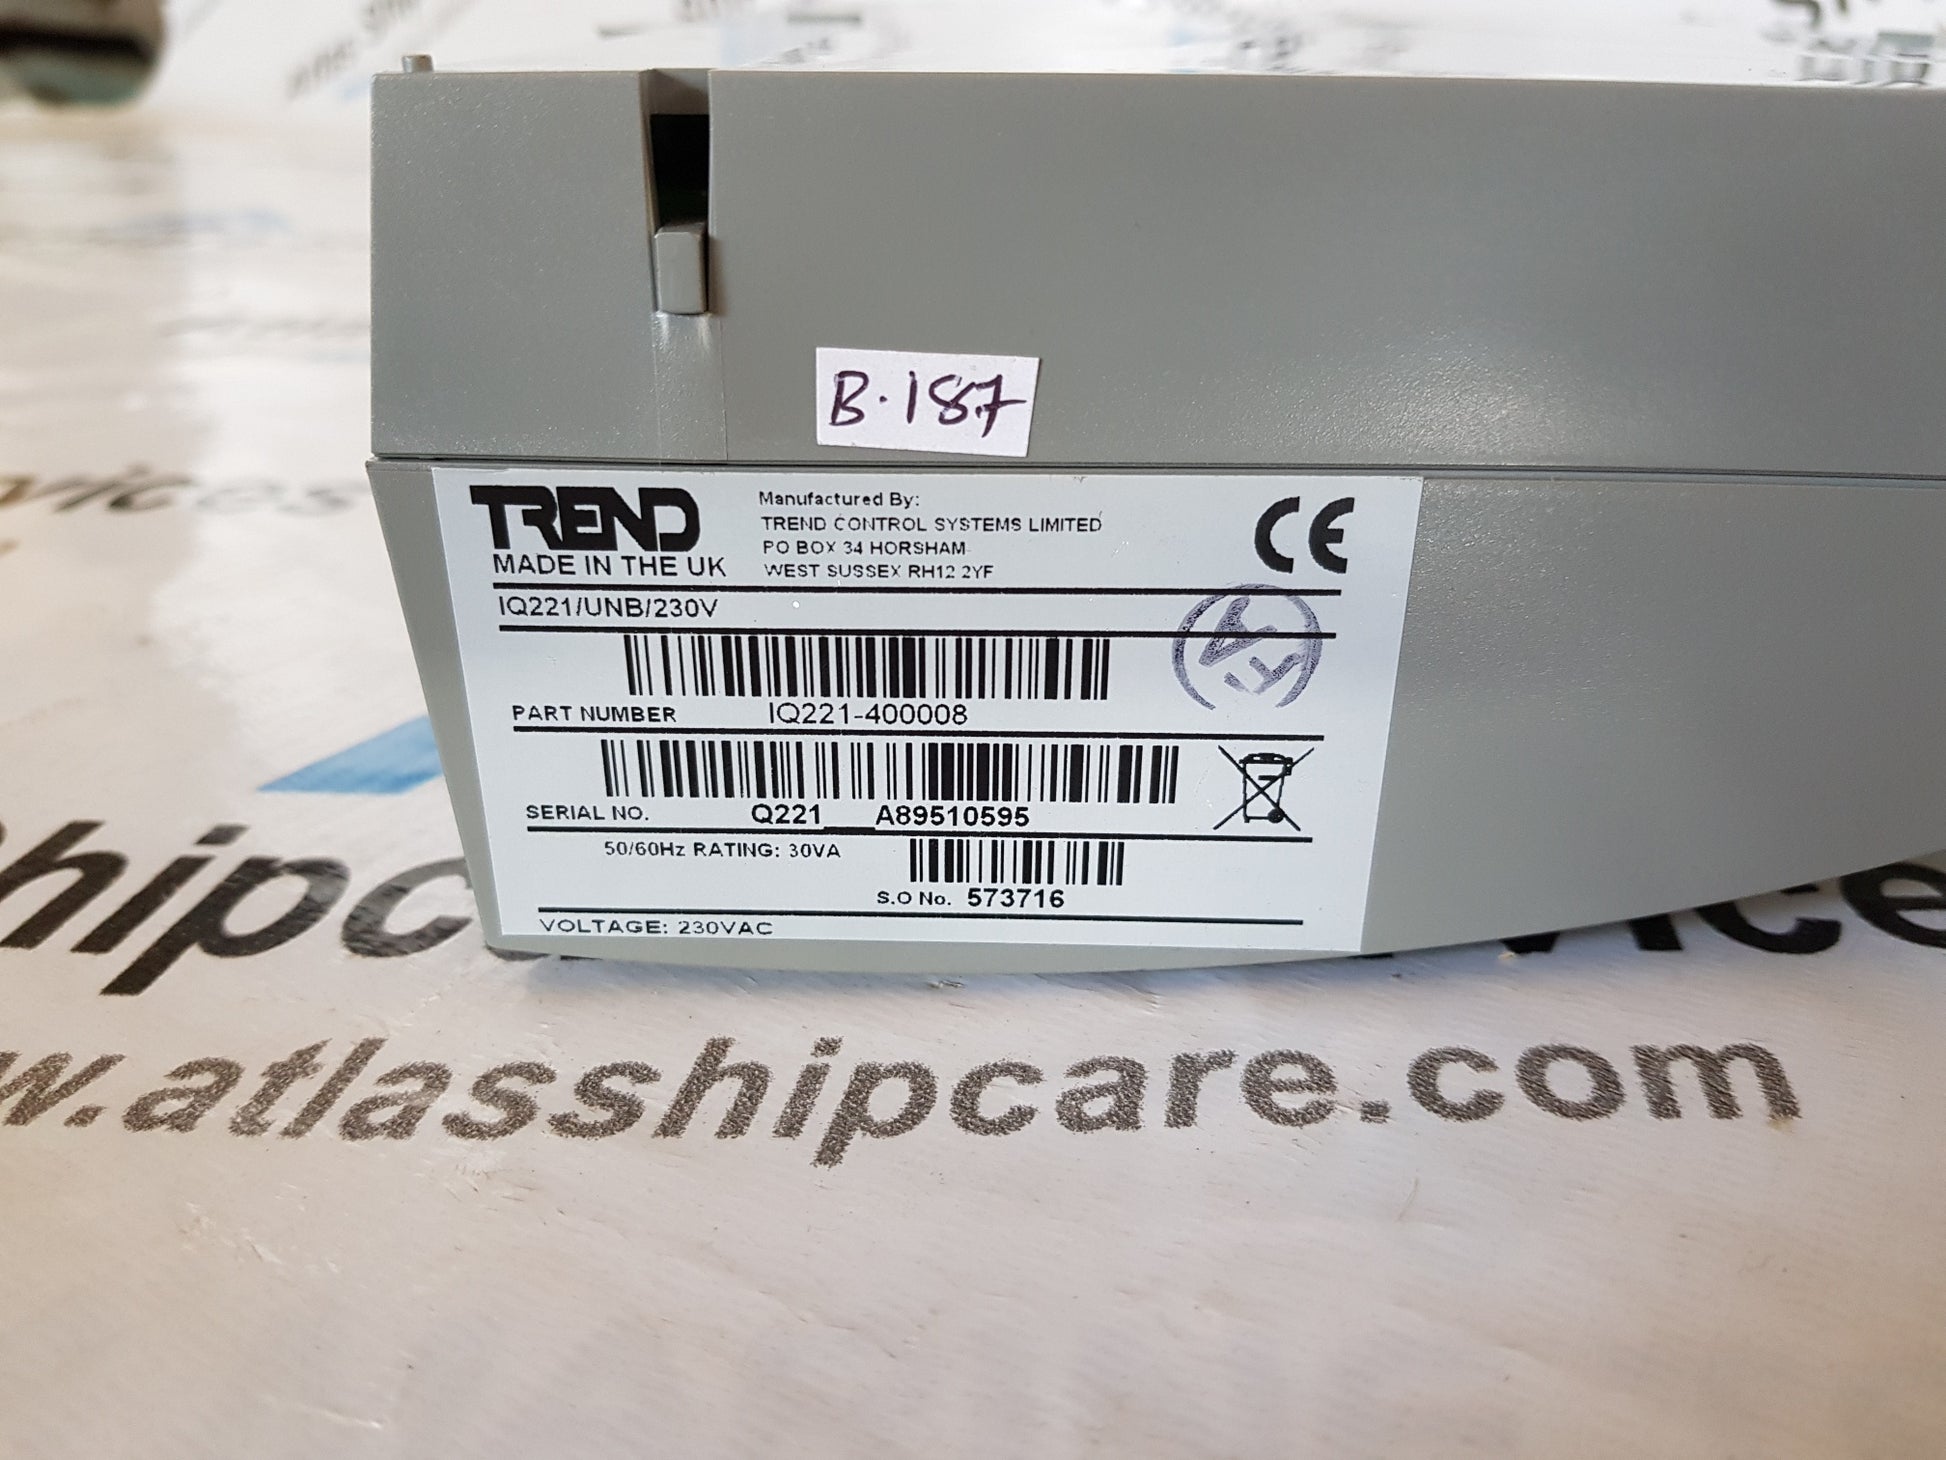 B.187
TREND
MADE IN THE UK
Manufactured By:
TREND CONTROL SYSTEMS LIMITED
PO BOX 34 HORSHAM
WEST SUSSEX RH12 2YF
CE
IQ221/UNB/230V
PART NUMBER IQ221-400008
SERIAL NO. Q221___A89510595
50/60Hz RATING: 30VA
S.O No. 573716
VOLTAGE: 230VAC
www.atlasshipcare.com